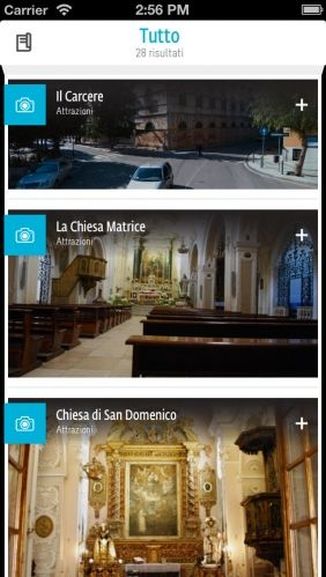 Carrier 2:56 PM
Tutto
28 risultati
Il Carcere
Attrazioni
La Chiesa Matrice
Attrazioni
Chiesa di San Domenico
Attrazioni